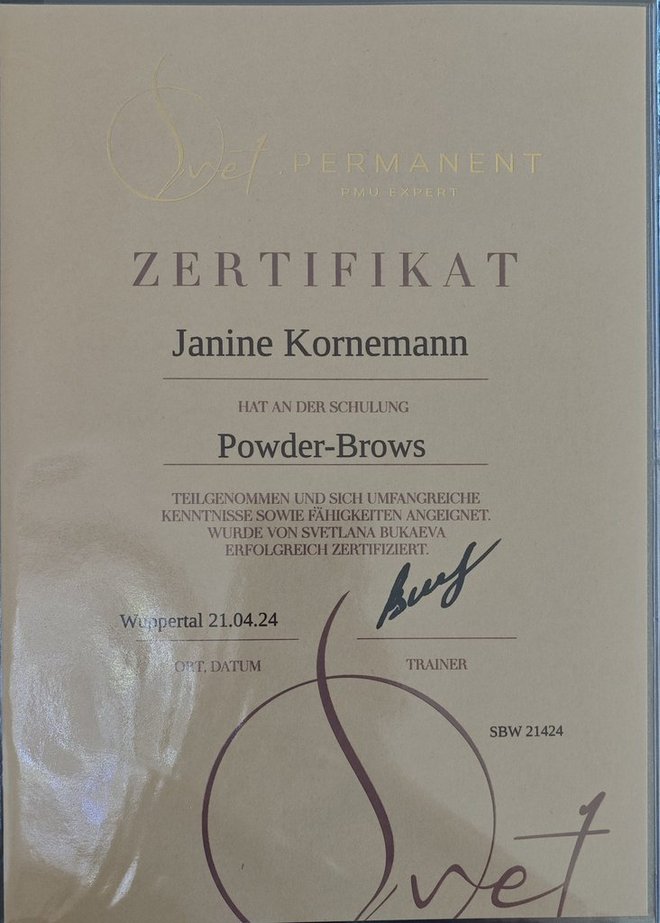 Svet. PERMANENT
PMU EXPERT
ZERTIFIKAT
Janine Kornemann
HAT AN DER SCHULUNG
Powder-Brows
TEILGENOMMEN UND SICH UMFANGREICHE
KENNTNISSE SOWIE FÄHIGKEITEN ANGEIGNET.
WURDE VON SVETLANA BUKAEVA
ERFOLGREICH ZERTIFIZIERT.
Wuppertal 21.04.24
ORT, DATUM
TRAINER
SBW 21424
Svet